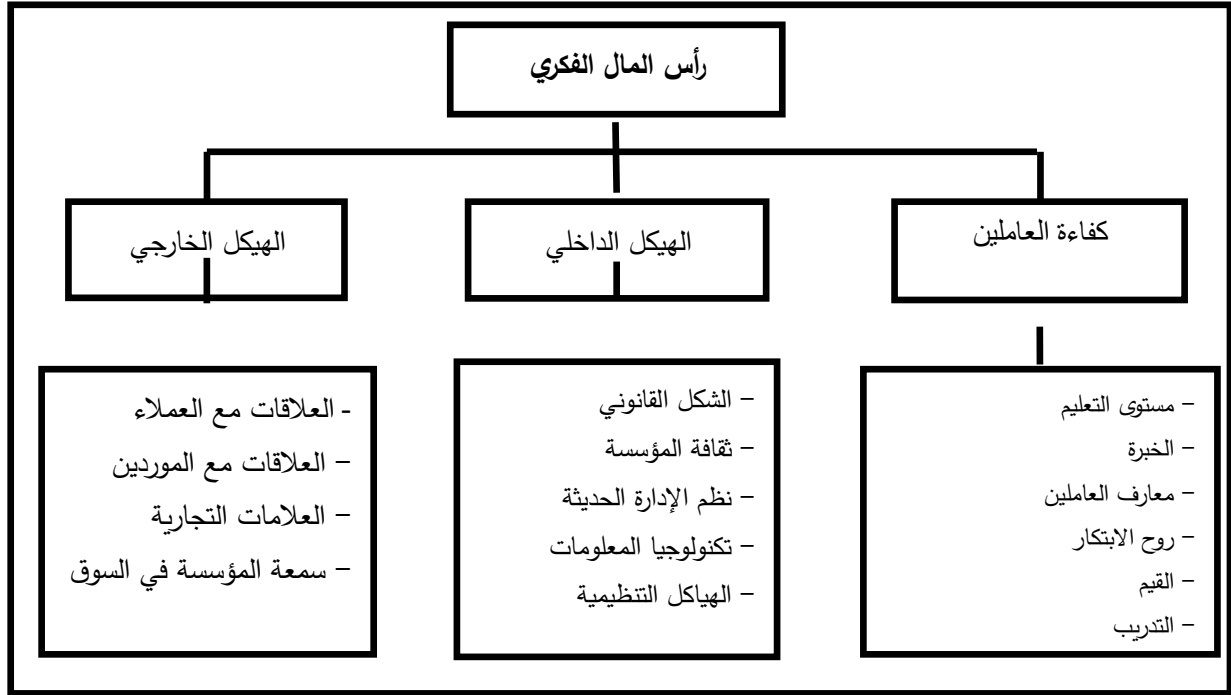 رأس المال الفكري
كفاءة العاملين
الهيكل الداخلي
الهيكل الخارجي
– مستوى التعليم
– الخبرة
– معارف العاملين
– روح الابتكار
– القيم
– التدريب
– الشكل القانوني
– ثقافة المؤسسة
– نظم الإدارة الحديثة
– تكنولوجيا المعلومات
– الهياكل التنظيمية
- العلاقات مع العملاء
– العلاقات مع الموردين
– العلامات التجارية
– سمعة المؤسسة في السوق